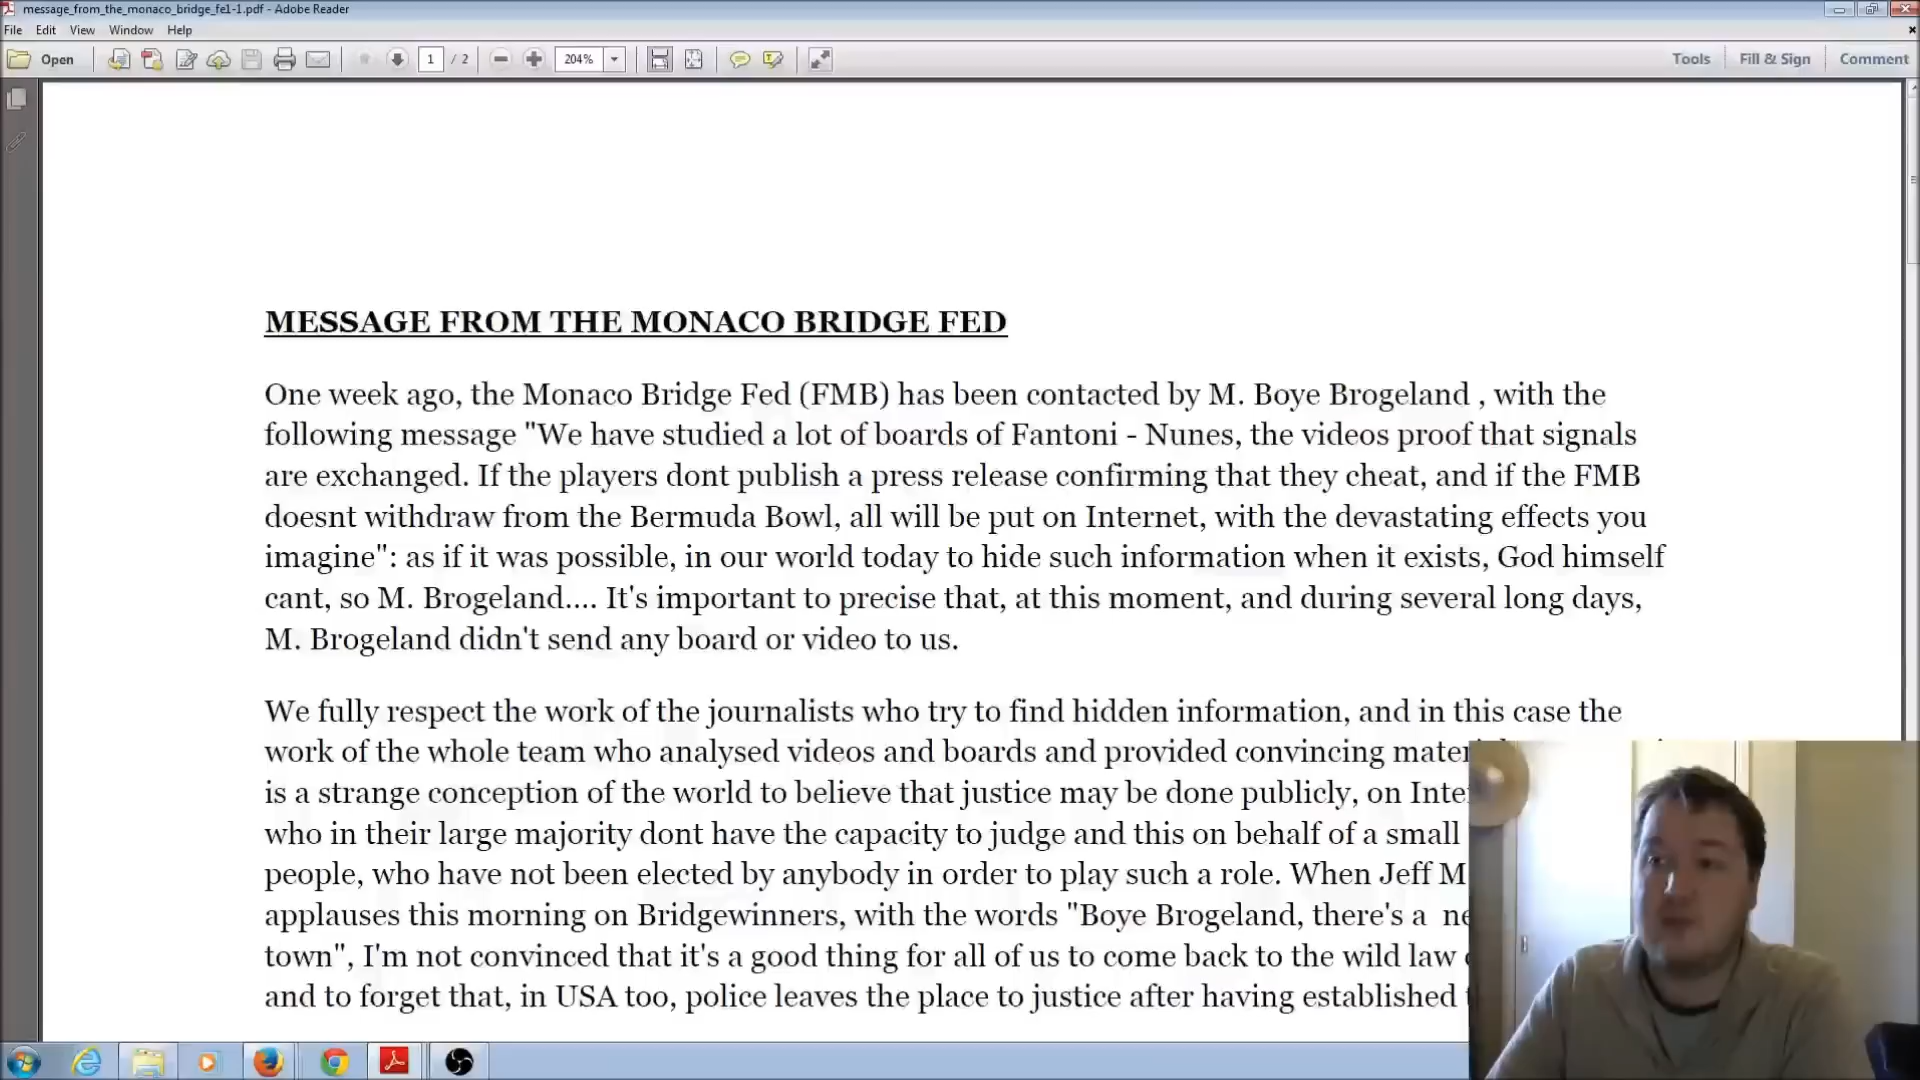 message_from_the_monaco_bridge_fe1-1.pdf - Adobe Reader
File Edit View Window Help
Open 1 / 2 204% Tools Fill & Sign Comment
MESSAGE FROM THE MONACO BRIDGE FED
One week ago, the Monaco Bridge Fed (FMB) has been contacted by M. Boye Brogeland , with the
following message "We have studied a lot of boards of Fantoni - Nunes, the videos proof that signals
are exchanged. If the players dont publish a press release confirming that they cheat, and if the FMB
doesnt withdraw from the Bermuda Bowl, all will be put on Internet, with the devastating effects you
imagine": as if it was possible, in our world today to hide such information when it exists, God himself
cant, so M. Brogeland.... It's important to precise that, at this moment, and during several long days,
M. Brogeland didn't send any board or video to us.
We fully respect the work of the journalists who try to find hidden information, and in this case the
work of the whole team who analysed videos and boards and provided convincing
is a strange conception of the world to believe that justice may be done publicly, on
who in their large majority dont have the capacity to judge and this on behalf of a small
people, who have not been elected by anybody in order to play such a role. When Jeff M
applauses this morning on Bridgewinners, with the words "Boye Brogeland, there's a ne
town", I'm not convinced that it's a good thing for all of us to come back to the wild law
and to forget that, in USA too, police leaves the place to justice after having established